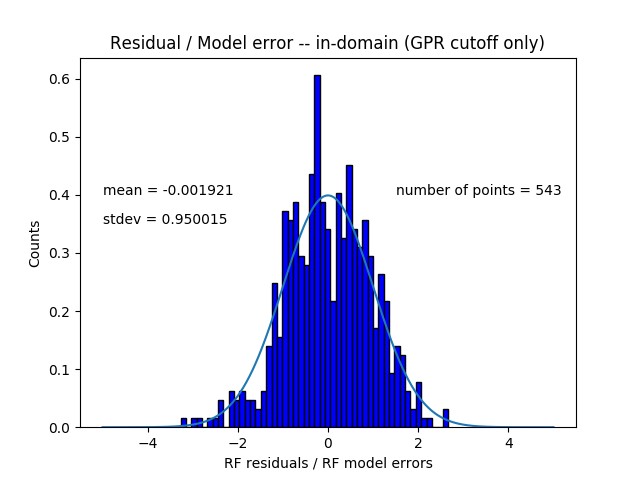 Residual / Model error -- in-domain (GPR cutoff only)
0.6
0.5
0.4
0.3
0.2
0.1
0.0
Counts
mean = -0.001921
stdev = 0.950015
number of points = 543
−4
−2
0
2
4
RF residuals / RF model errors